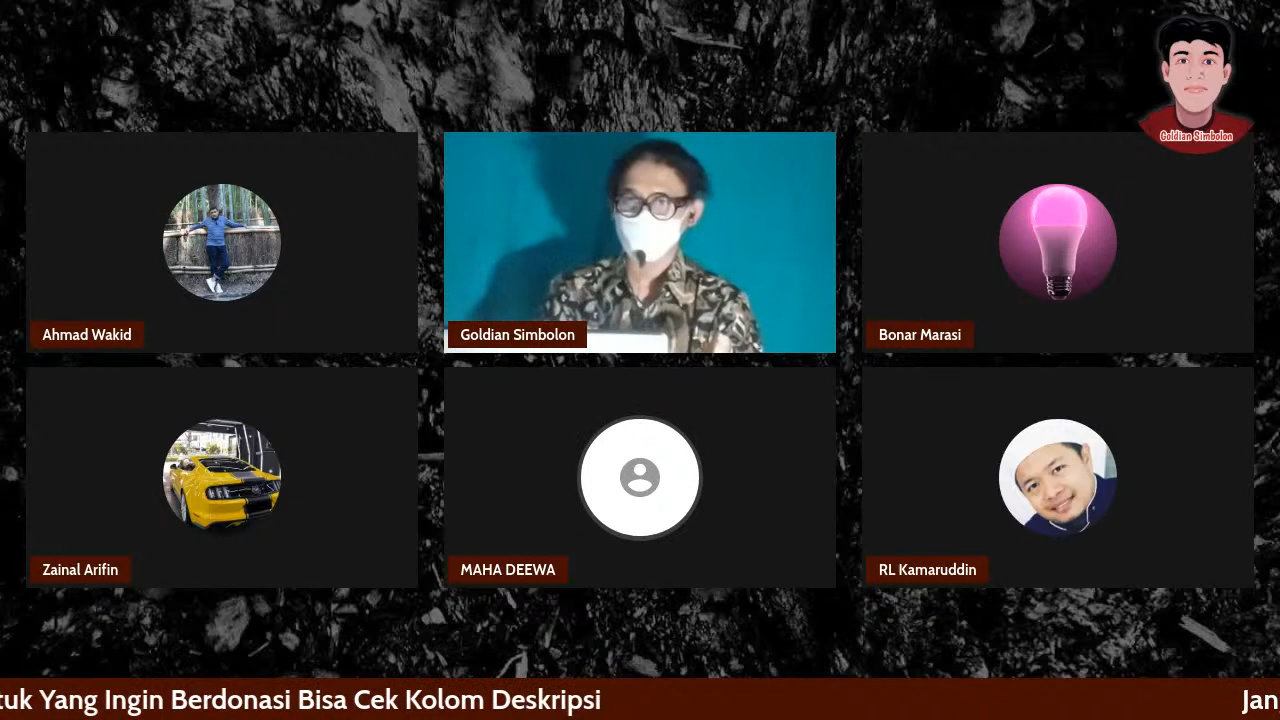 Goldian Simbolon
Ahmad Wakid
Goldian Simbolon
Bonar Marasi
Zainal Arifin
MAHA DEEWA
RL Kamaruddin
tuk Yang Ingin Berdonasi Bisa Cek Kolom Deskripsi
Jan